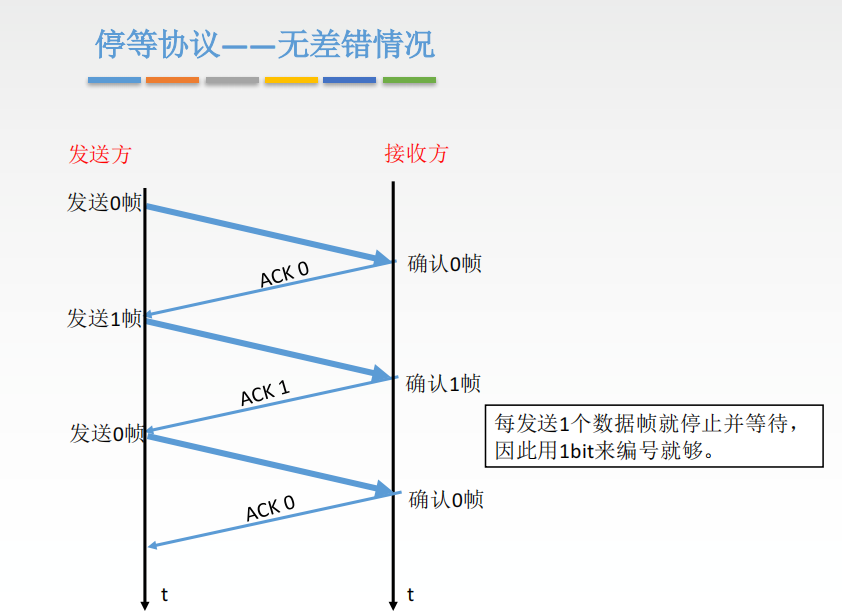 停等协议——无差错情况
发送方
接收方
发送0帧
确认0帧
ACK 0
发送1帧
确认1帧
ACK 1
每发送1个数据帧就停止并等待，
因此用1bit来编号就够。
发送0帧
确认0帧
ACK 0
t
t